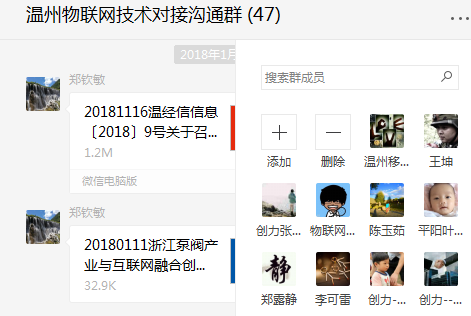 温州物联网技术对接沟通群 (47)
2018年1月
郑钦敏
20181116温经信信息
〔2018〕9号关于召...
1.2M
微信电脑版
郑钦敏
20180111浙江泵阀产
业与互联网融合创...
32.9K
搜索群成员
添加
删除
温州移...
王坤
创力张...
物联网...
陈玉茹
平阳叶...
静
郑露静
李可雷
创力-...
创力--...